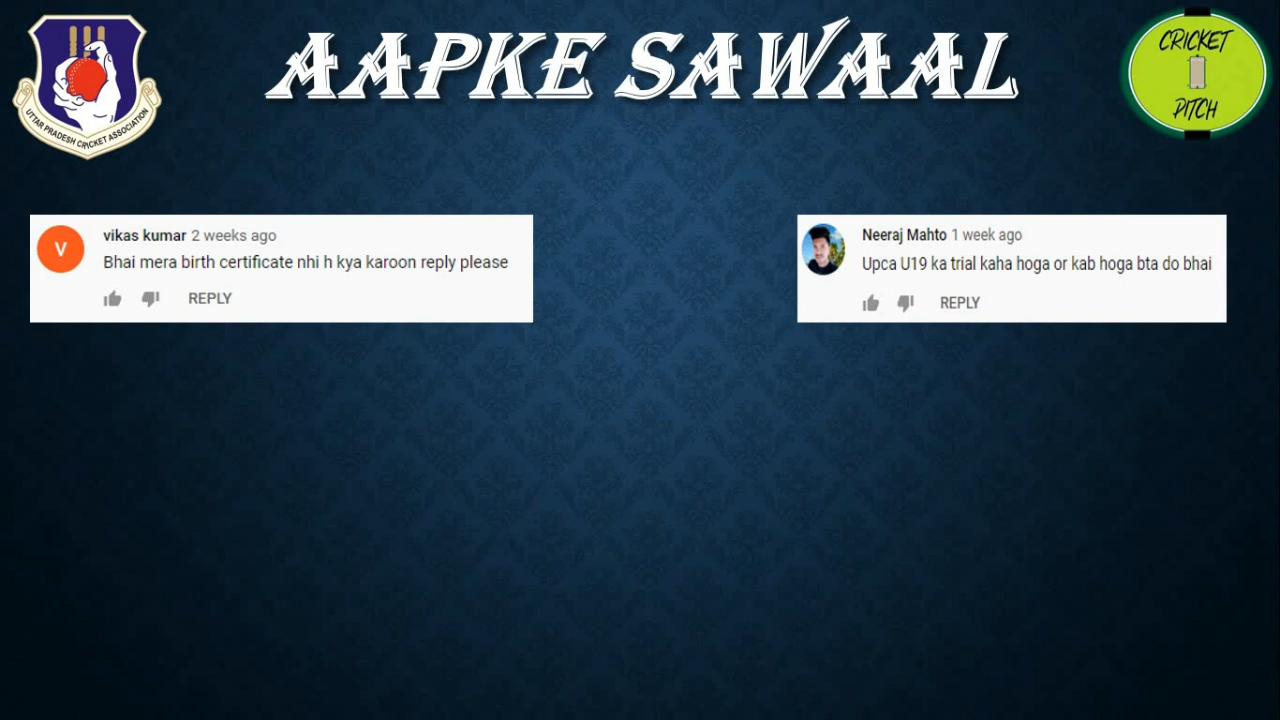 AAPKE SAWAAL
UTTAR PRADESH CRICKET ASSOCIATION
CRICKET
PITCH
V
vikas kumar 2 weeks ago
Bhai mera birth certificate nhi h kya karoon reply please
REPLY
Neeraj Mahto 1 week ago
Upca U19 ka trial kaha hoga or kab hoga bta do bhai
REPLY